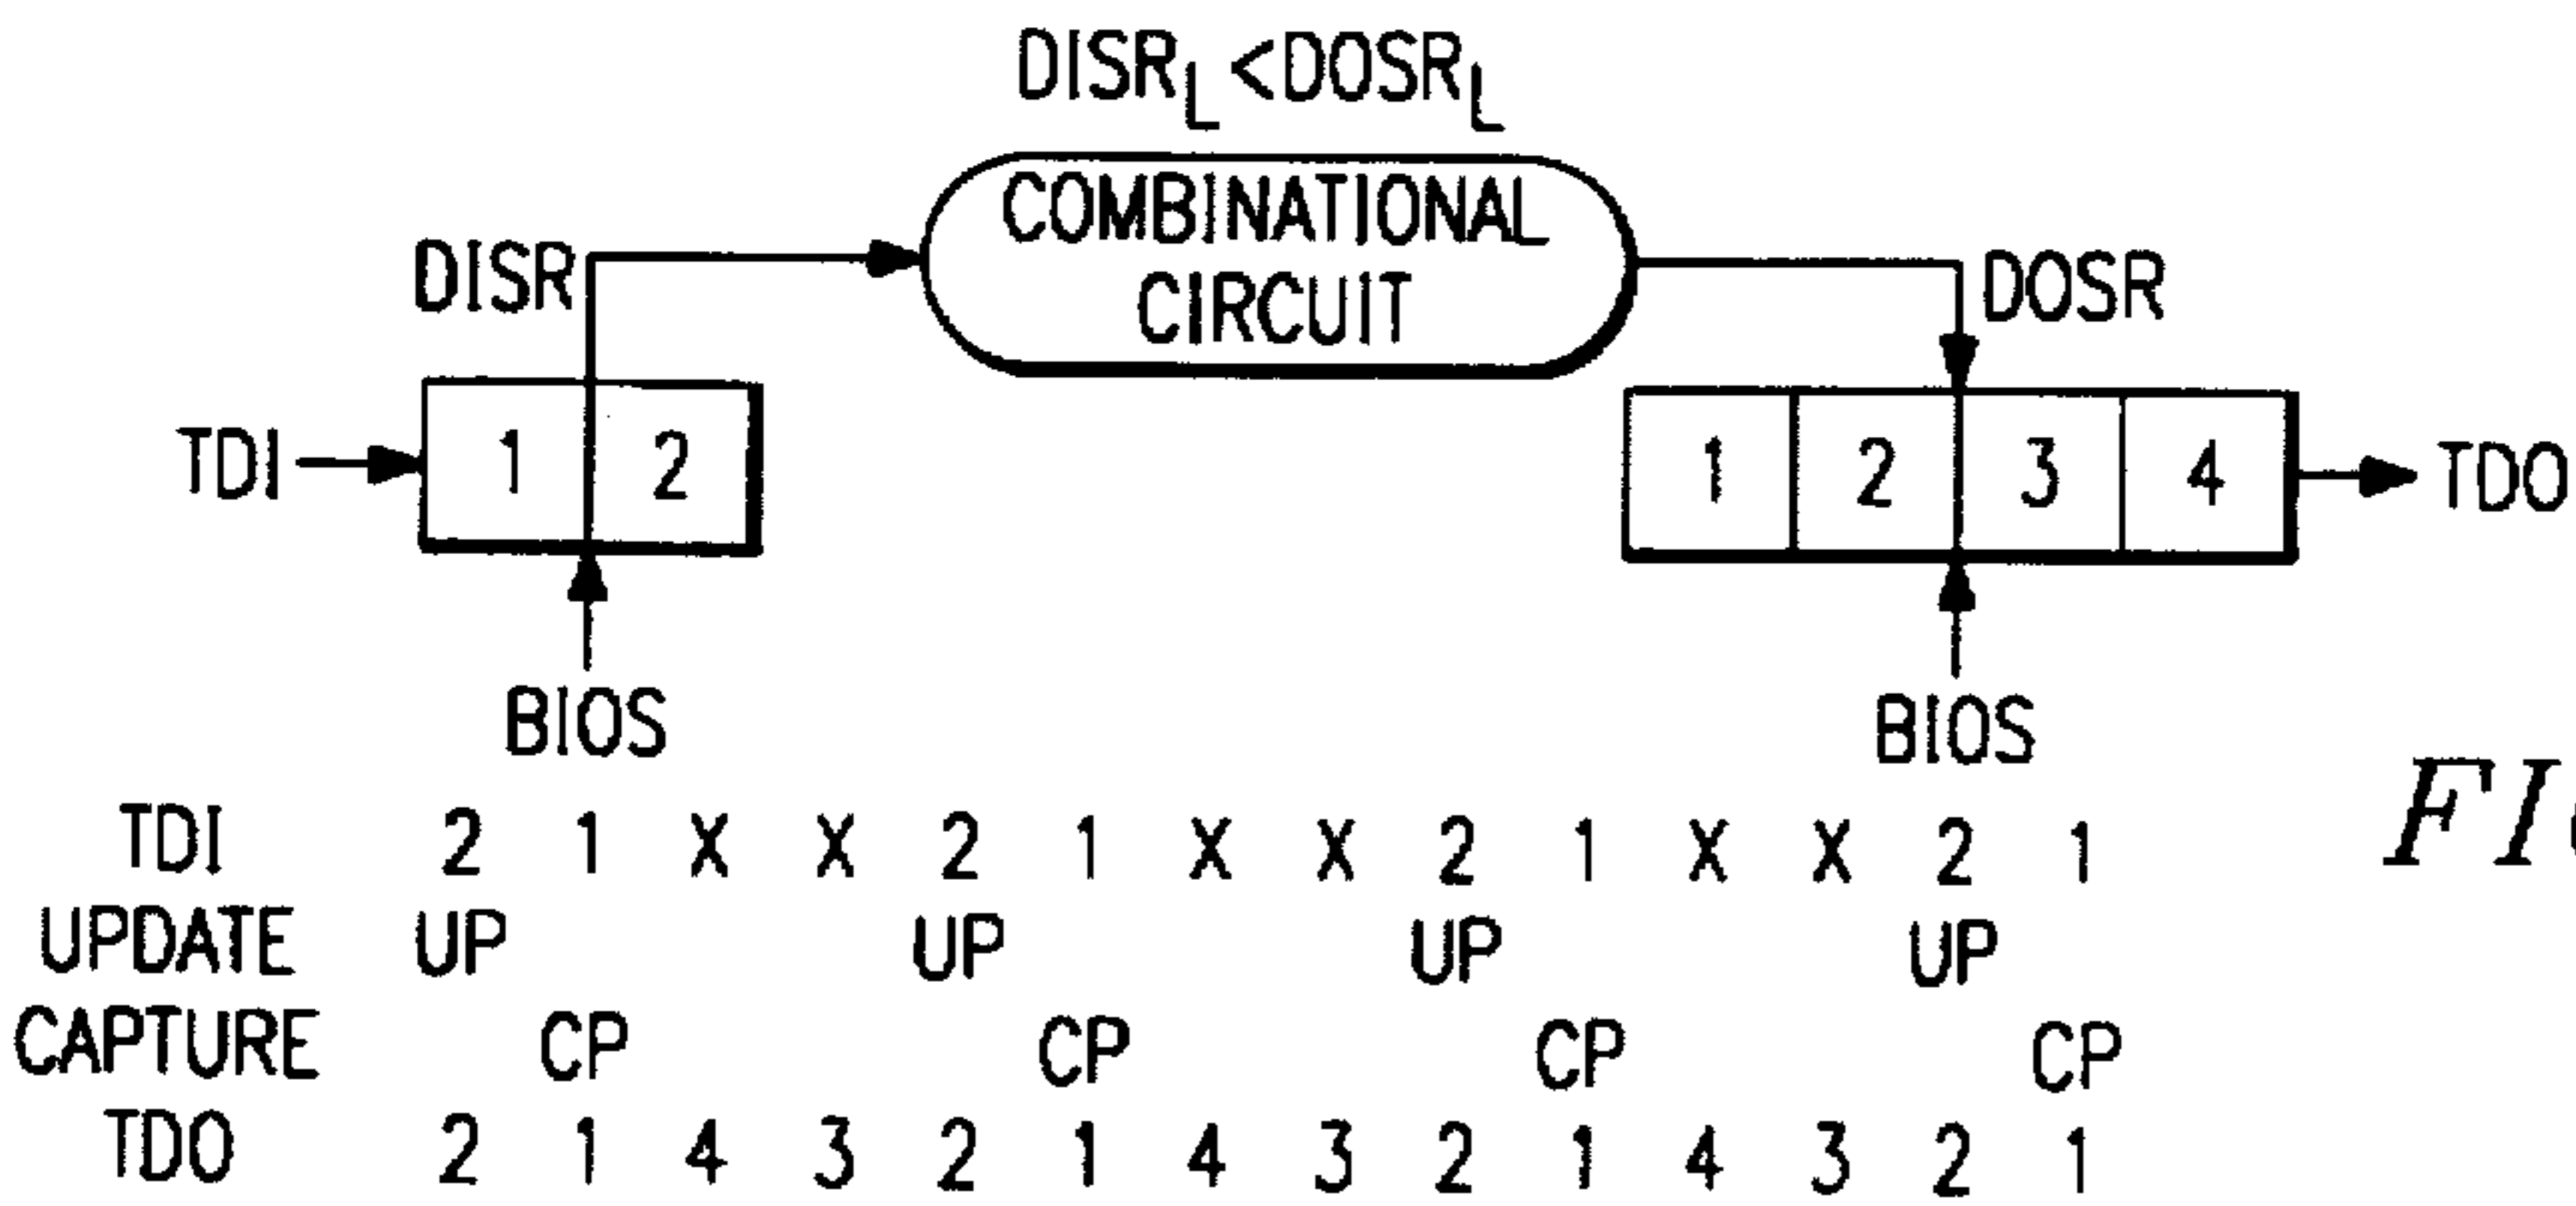 DISRL<DOSRL
COMBINATIONAL
CIRCUIT
DISR
DOSR
TDI
1 2
1 2 3 4
TDO
BIOS
BIOS
TDI 2 1 X X 2 1 X X 2 1 X X 2 1
UPDATE UP UP UP UP
CAPTURE CP CP CP CP
TDO 2 1 4 3 2 1 4 3 2 1 4 3 2 1